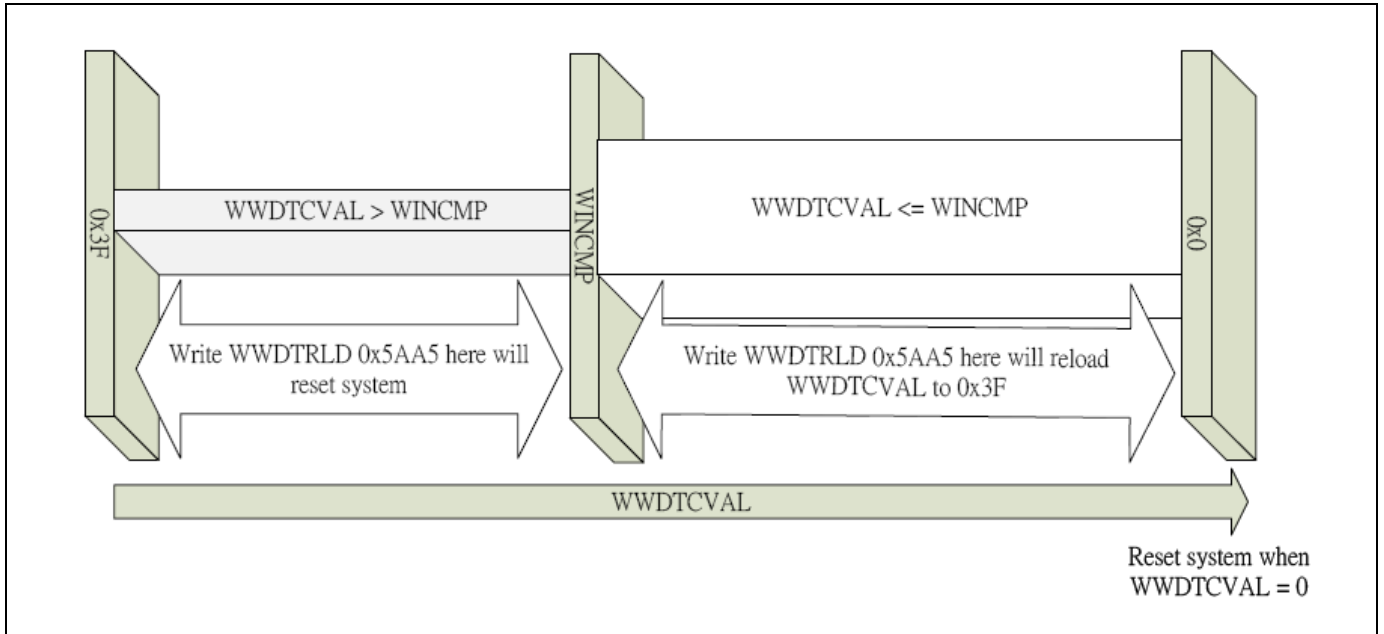 0x3F
WWDTCVAL > WINCMP
WINCMP
WWDTCVAL <= WINCMP
0x0
Write WWDTRLD 0x5AA5 here will
reset system
Write WWDTRLD 0x5AA5 here will reload
WWDTCVAL to 0x3F
WWDTCVAL
Reset system when
WWDTCVAL = 0